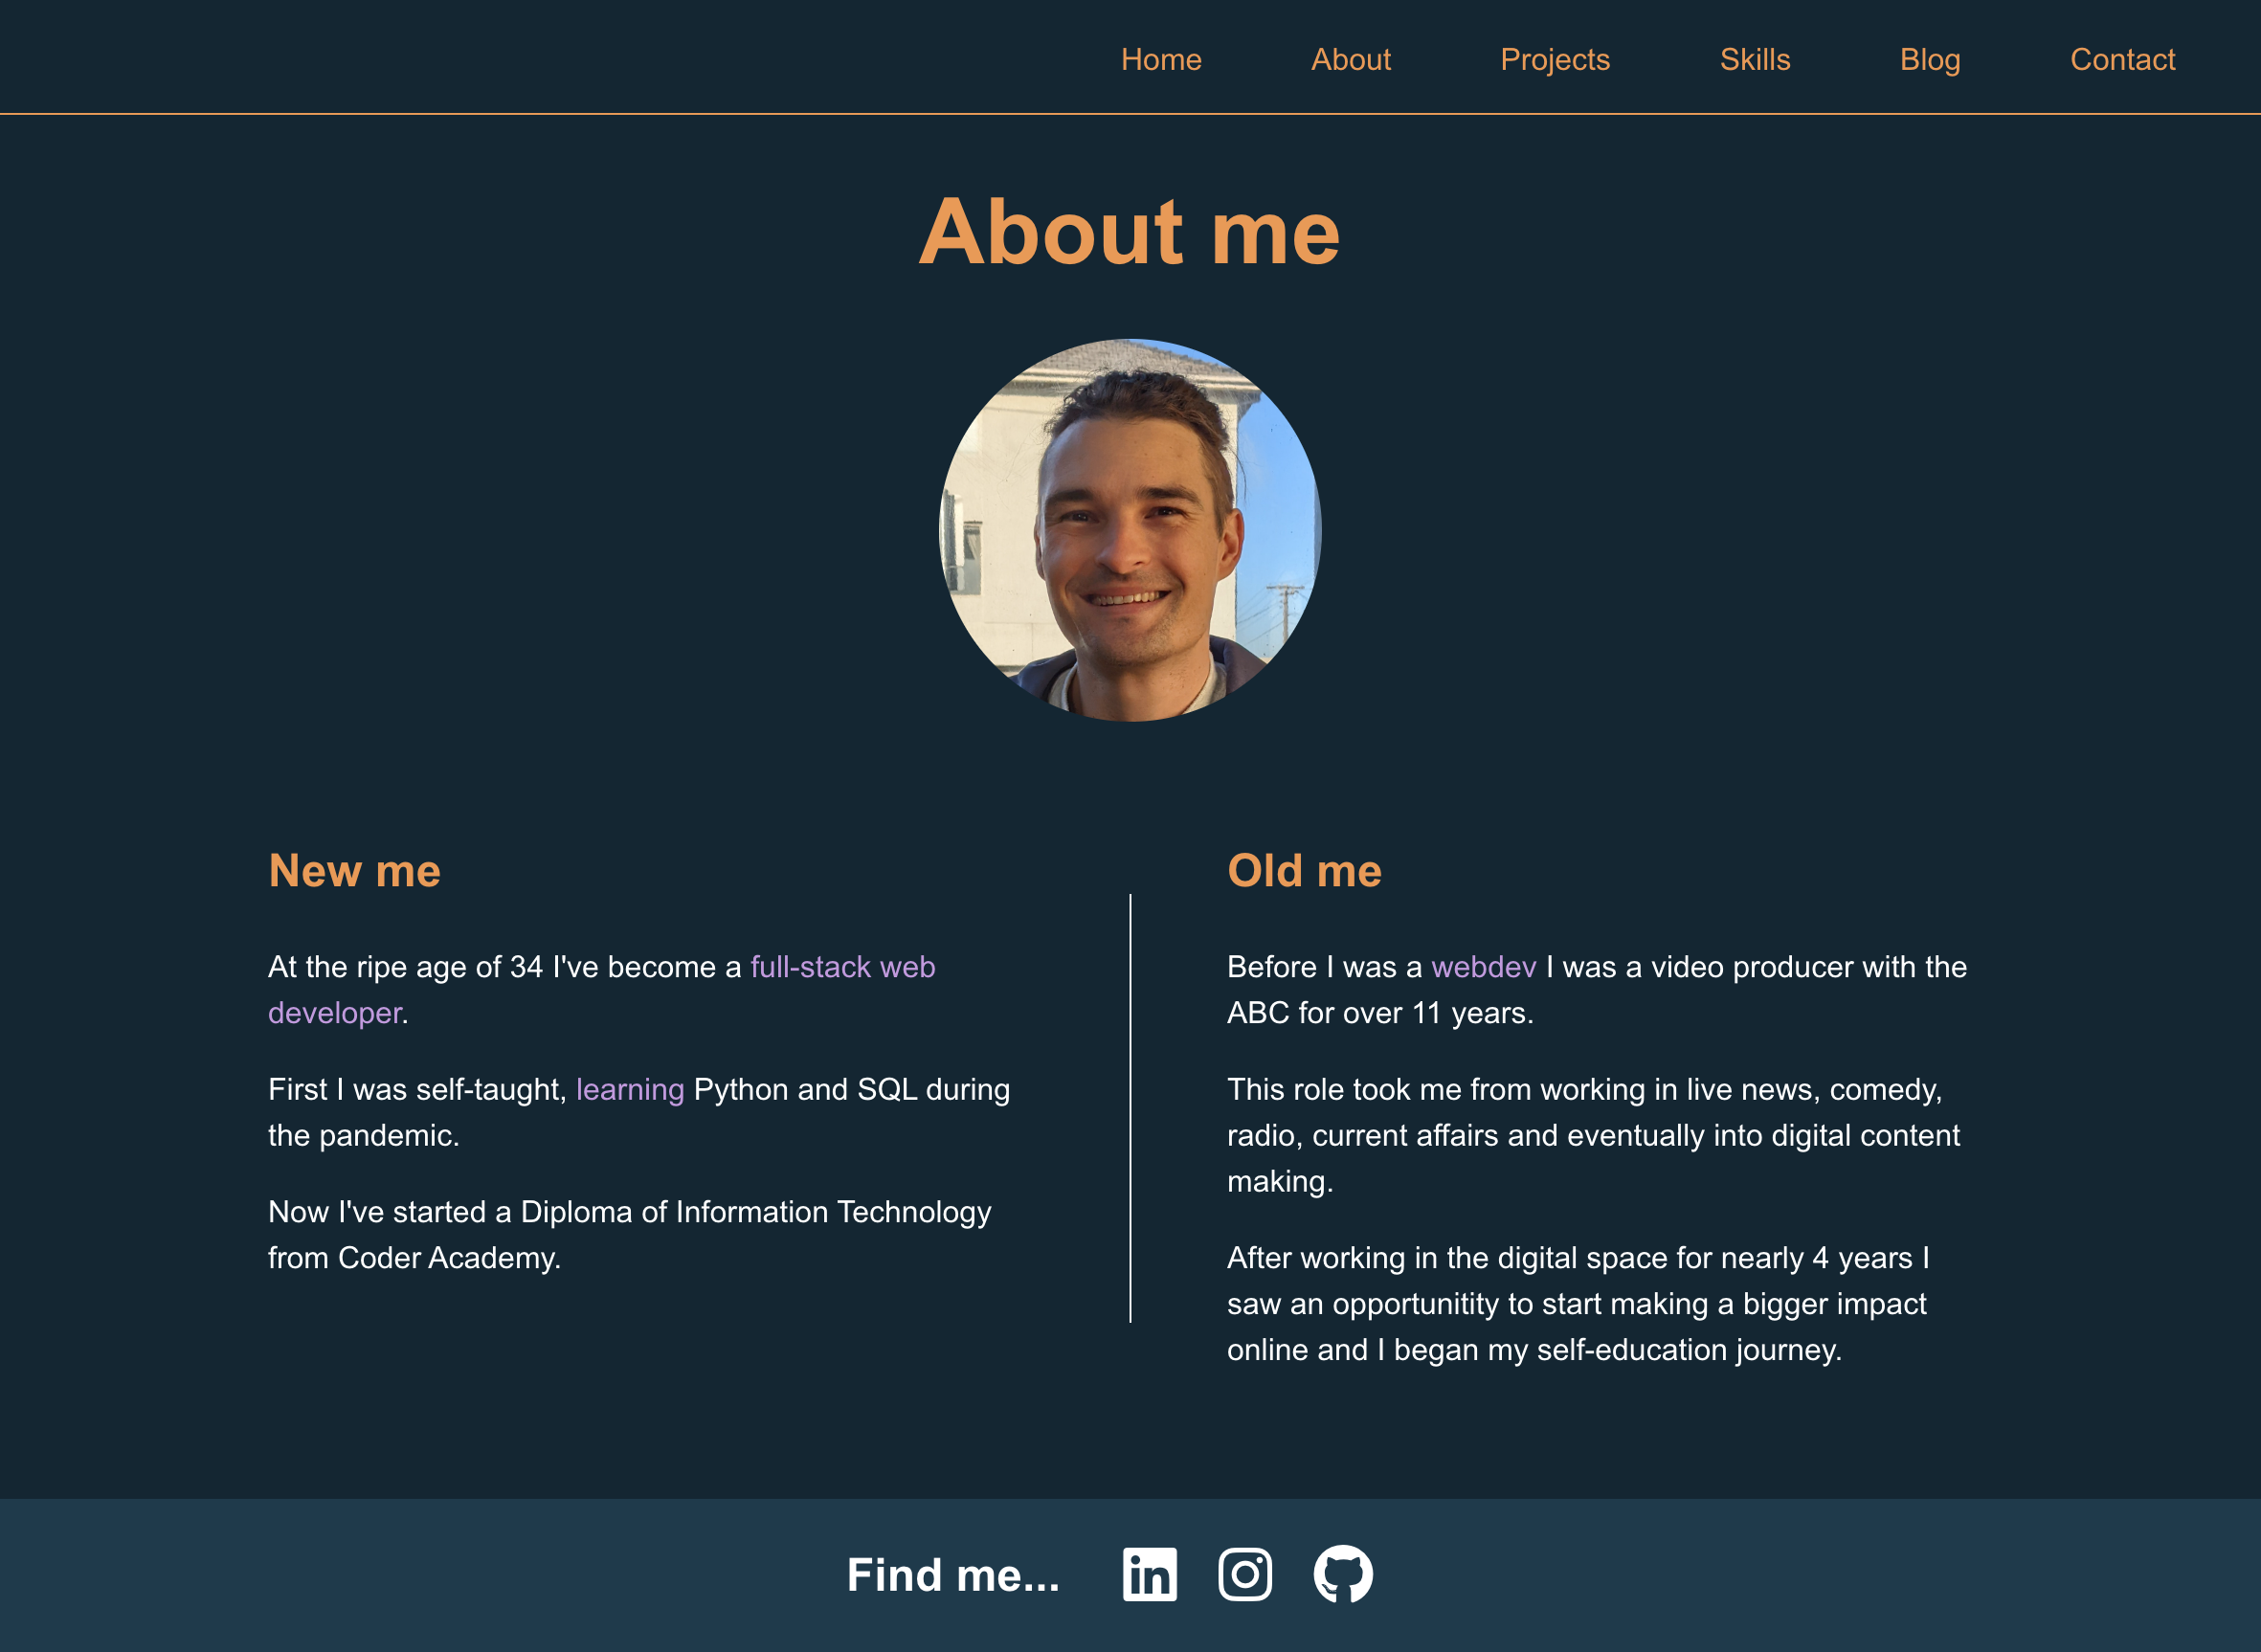 Home About Projects Skills Blog Contact
About me
New me
At the ripe age of 34 I've become a full-stack web
developer.
First I was self-taught, learning Python and SQL during
the pandemic.
Now I've started a Diploma of Information Technology
from Coder Academy.
Old me
Before I was a webdev I was a video producer with the
ABC for over 11 years.
This role took me from working in live news, comedy,
radio, current affairs and eventually into digital content
making.
After working in the digital space for nearly 4 years I
saw an opportunitity to start making a bigger impact
online and I began my self-education journey.
Find me...